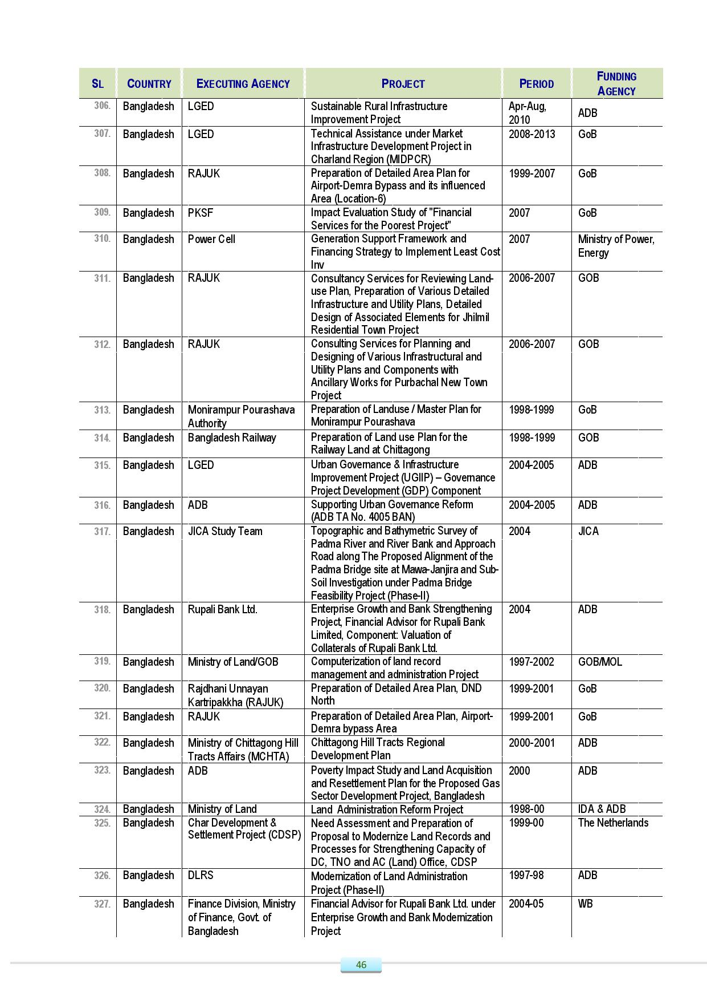 SL COUNTRY EXECUTING AGENCY PROJECT PERIOD FUNDING
AGENCY
306. Bangladesh LGED Sustainable Rural Infrastructure Apr-Aug, ADB
Improvement Project 2010
307. Bangladesh LGED Technical Assistance under Market 2008-2013 GoB
Infrastructure Development Project in
Charland Region (MIDPCR)
308. Bangladesh RAJUK Preparation of Detailed Area Plan for 1999-2007 GoB
Airport-Demra Bypass and its influenced
Area (Location-6)
309. Bangladesh PKSF Impact Evaluation Study of "Financial 2007 GoB
Services for the Poorest Project"
310. Bangladesh Power Cell Generation Support Framework and 2007 Ministry of Power,
Financing Strategy to Implement Least Cost Energy
Inv
311. Bangladesh RAJUK Consultancy Services for Reviewing Land- 2006-2007 GOB
use Plan, Preparation of Various Detailed
Infrastructure and Utility Plans, Detailed
Design of Associated Elements for Jhilmil
Residential Town Project
312. Bangladesh RAJUK Consulting Services for Planning and 2006-2007 GOB
Designing of Various Infrastructural and
Utility Plans and Components with
Ancillary Works for Purbachal New Town
Project
313. Bangladesh Monirampur Pourashava Preparation of Landuse / Master Plan for 1998-1999 GoB
Authority Monirampur Pourashava
314. Bangladesh Bangladesh Railway Preparation of Land use Plan for the 1998-1999 GOB
Railway Land at Chittagong
315. Bangladesh LGED Urban Governance & Infrastructure 2004-2005 ADB
Improvement Project (UGIIP) – Governance
Project Development (GDP) Component
316. Bangladesh ADB Supporting Urban Governance Reform 2004-2005 ADB
(ADB TA No. 4005 BAN)
317. Bangladesh JICA Study Team Topographic and Bathymetric Survey of 2004 JICA
Padma River and River Bank and Approach
Road along The Proposed Alignment of the
Padma Bridge site at Mawa-Janjira and Sub-
Soil Investigation under Padma Bridge
Feasibility Project (Phase-II)
318. Bangladesh Rupali Bank Ltd. Enterprise Growth and Bank Strengthening 2004 ADB
Project, Financial Advisor for Rupali Bank
Limited, Component: Valuation of
Collaterals of Rupali Bank Ltd.
319. Bangladesh Ministry of Land/GOB Computerization of land record 1997-2002 GOB/MOL
management and administration Project
320. Bangladesh Rajdhani Unnayan Preparation of Detailed Area Plan, DND 1999-2001 GoB
Kartripakkha (RAJUK) North
321. Bangladesh RAJUK Preparation of Detailed Area Plan, Airport- 1999-2001 GoB
Demra bypass Area
322. Bangladesh Ministry of Chittagong Hill Chittagong Hill Tracts Regional 2000-2001 ADB
Tracts Affairs (MCHTA) Development Plan
323. Bangladesh ADB Poverty Impact Study and Land Acquisition 2000 ADB
and Resettlement Plan for the Proposed Gas
Sector Development Project, Bangladesh
324. Bangladesh Ministry of Land Land Administration Reform Project 1998-00 IDA & ADB
325. Bangladesh Char Development & Need Assessment and Preparation of 1999-00 The Netherlands
Settlement Project (CDSP) Proposal to Modernize Land Records and
Processes for Strengthening Capacity of
DC, TNO and AC (Land) Office, CDSP
326. Bangladesh DLRS Modernization of Land Administration 1997-98 ADB
Project (Phase-II)
327. Bangladesh Finance Division, Ministry Financial Advisor for Rupali Bank Ltd. under 2004-05 WB
of Finance, Govt. of Enterprise Growth and Bank Modernization
Bangladesh Project
46